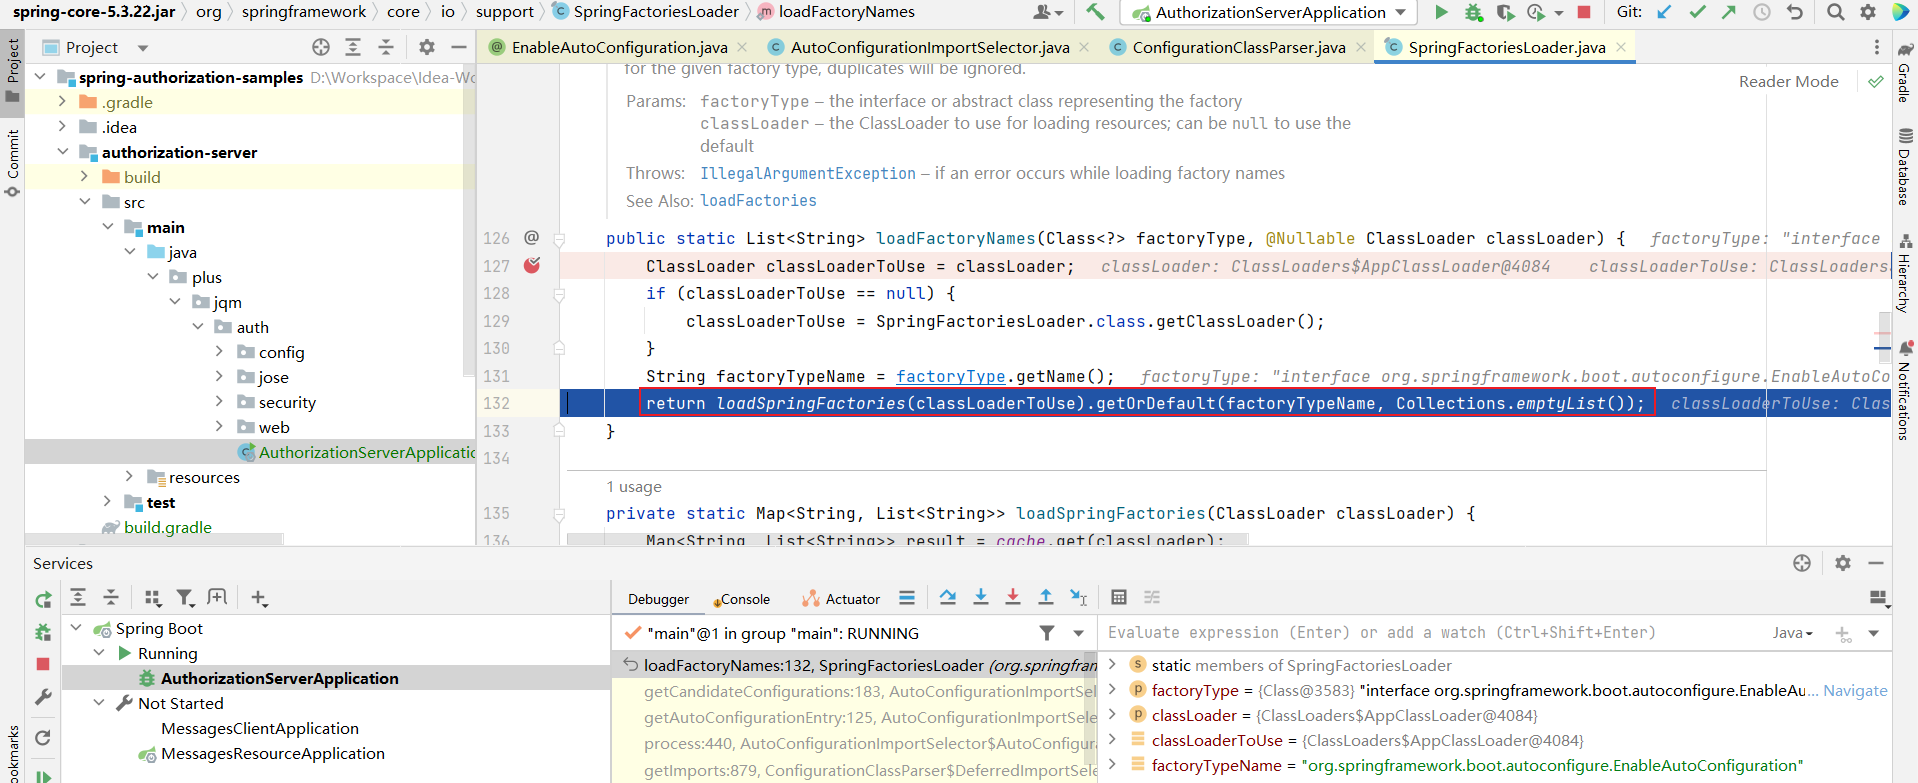 spring-core-5.3.22.jar org springframework core io support SpringFactoriesLoader loadFactoryNames AuthorizationServerApplication Git:
Project EnableAutoConfiguration.java AutoConfigurationImportSelector.java ConfigurationClassParser.java SpringFactoriesLoader.java
Project
Commit
ookmarks
spring-authorization-samples D:\Workspace\Idea-Wo
.gradle
.idea
authorization-server
build
src
main
java
plus
jqm
auth
config
jose
security
web
AuthorizationServerApplicatio
resources
test
build.gradle
for the given factory type, duplicates will be ignored.
Reader Mode
Params: factoryType – the interface or abstract class representing the factory
classLoader – the ClassLoader to use for loading resources; can be null to use the
default
Throws: IllegalArgumentException – if an error occurs while loading factory names
See Also: loadFactories
126 @ public static List<String> loadFactoryNames(Class<?> factoryType, @Nullable ClassLoader classLoader) { factoryType: "interface
127 ClassLoader classLoaderToUse = classLoader; classLoader: ClassLoaders$AppClassLoader@4084 classLoaderToUse: ClassLoaders
128 if (classLoaderToUse == null) {
129 classLoaderToUse = SpringFactoriesLoader.class.getClassLoader();
130 }
131 String factoryTypeName = factoryType.getName(); factoryType: "interface org.springframework.boot.autoconfigure.EnableAutoCo
132 return loadSpringFactories(classLoaderToUse).getOrDefault(factoryTypeName, Collections.emptyList()); classLoaderToUse: Clas
133 }
134
1 usage
135 private static Map<String, List<String>> loadSpringFactories(ClassLoader classLoader) {
136 Map<String, List<String>> result = cache.get(classLoader);
Gradle
Database
Hierarchy
Notifications
Services
Spring Boot
Running
AuthorizationServerApplication
Not Started
MessagesClientApplication
MessagesResourceApplication
Debugger Console Actuator
"main"@1 in group "main": RUNNING
loadFactoryNames:132, SpringFactoriesLoader (org.springfran
getCandidateConfigurations:183, AutoConfigurationImportSel
getAutoConfigurationEntry:125, AutoConfigurationImportSele
process:440, AutoConfigurationImportSelector$AutoConfigura
getImports:879, ConfigurationClassParser$DeferredImportSele
Evaluate expression (Enter) or add a watch (Ctrl+Shift+Enter) Java
static members of SpringFactoriesLoader
factoryType = {Class@3583} "interface org.springframework.boot.autoconfigure.EnableAu... Navigate
classLoader = {ClassLoaders$AppClassLoader@4084}
classLoaderToUse = {ClassLoaders$AppClassLoader@4084}
factoryTypeName = "org.springframework.boot.autoconfigure.EnableAutoConfiguration"